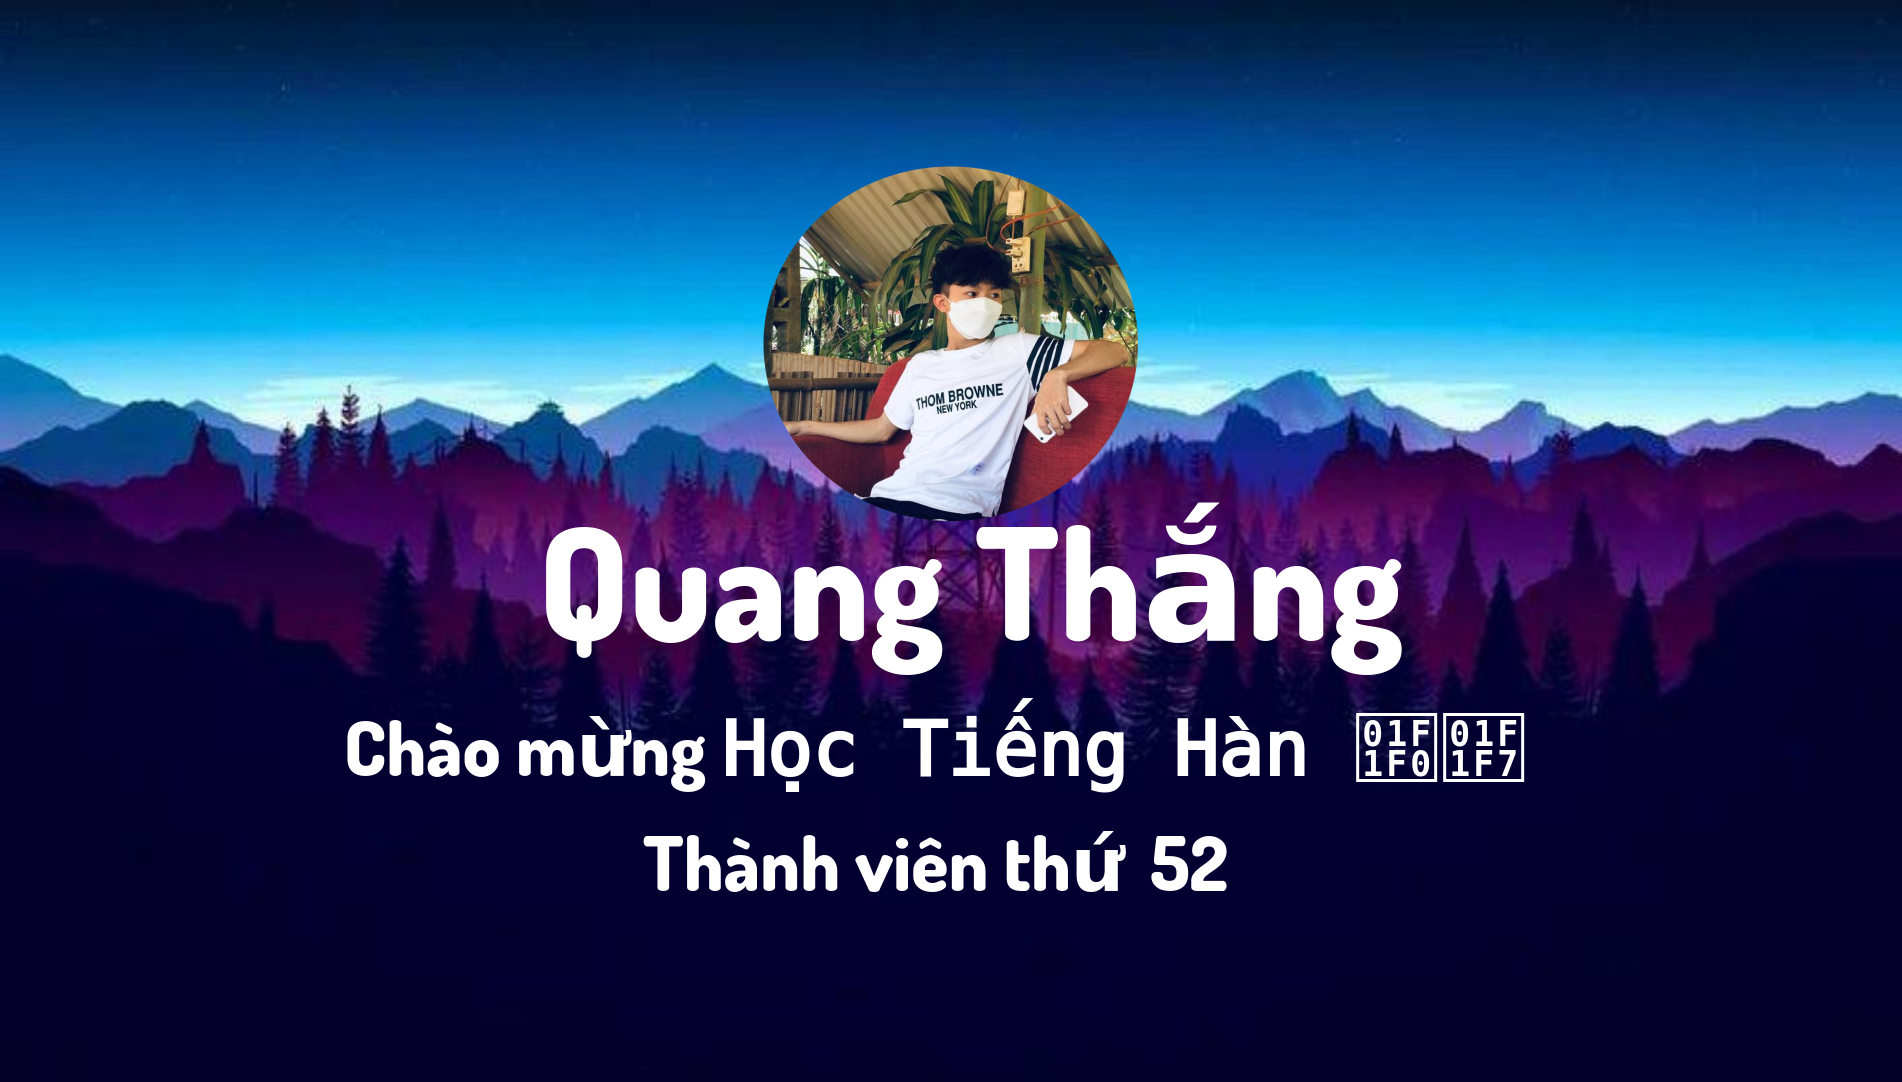 THOM BROWNE
NEW YORK
Quang Thắng
Chào mừng Học Tiếng Hàn 🇰🇷
Thành viên thứ 52